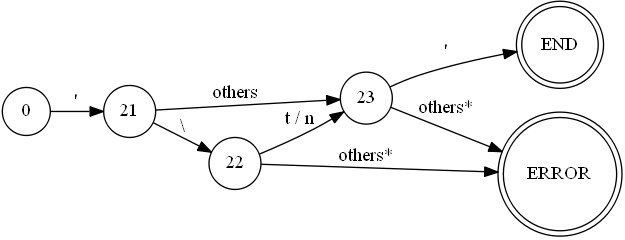 '
END
others
23
'
0
21
others*
t / n
\
22
others*
ERROR